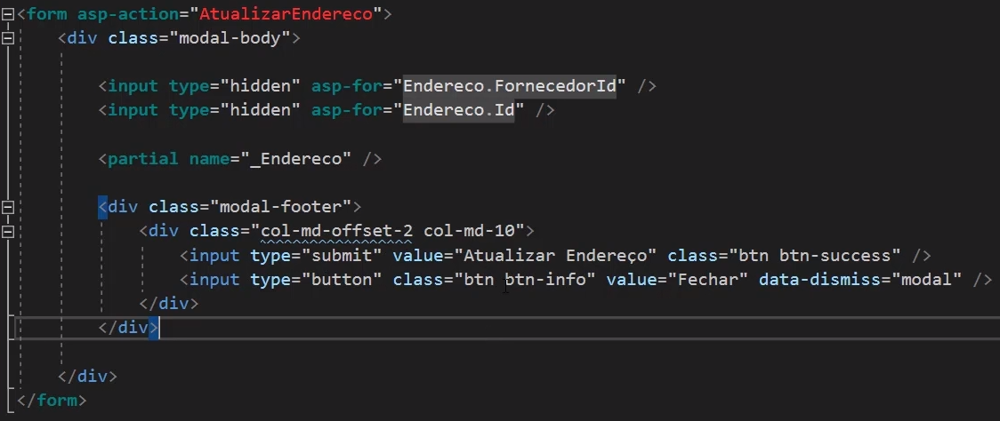 <form asp-action="AtualizarEndereco">
<div class="modal-body">
<input type="hidden" asp-for="Endereco.FornecedorId" />
<input type="hidden" asp-for="Endereco.Id" />
<partial name="_Endereco" />
<div class="modal-footer">
<div class="col-md-offset-2 col-md-10">
<input type="submit" value="Atualizar Endereço" class="btn btn-success" />
<input type="button" class="btn btn-info" value="Fechar" data-dismiss="modal" />
</div>
</div>
</div>
</form>